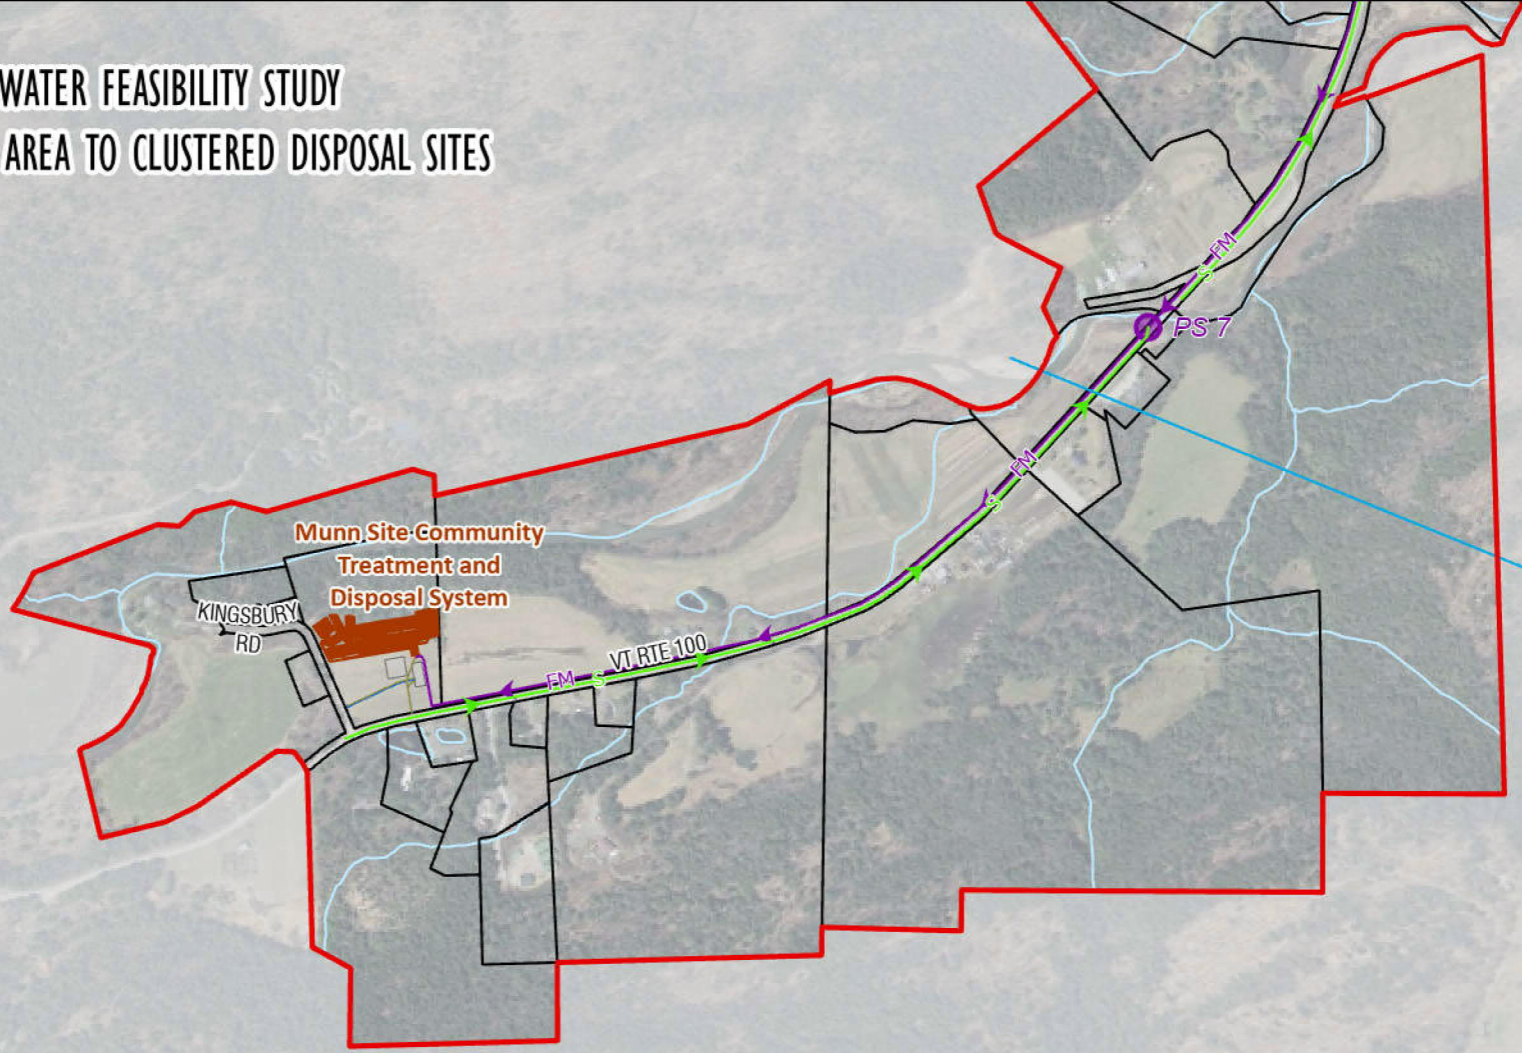 WATER FEASIBILITY STUDY
AREA TO CLUSTERED DISPOSAL SITES
FM
S
PS 7
FM
S
Munn Site Community
Treatment and
Disposal System
KINGSBURY
RD
VT RTE 100
FM
S